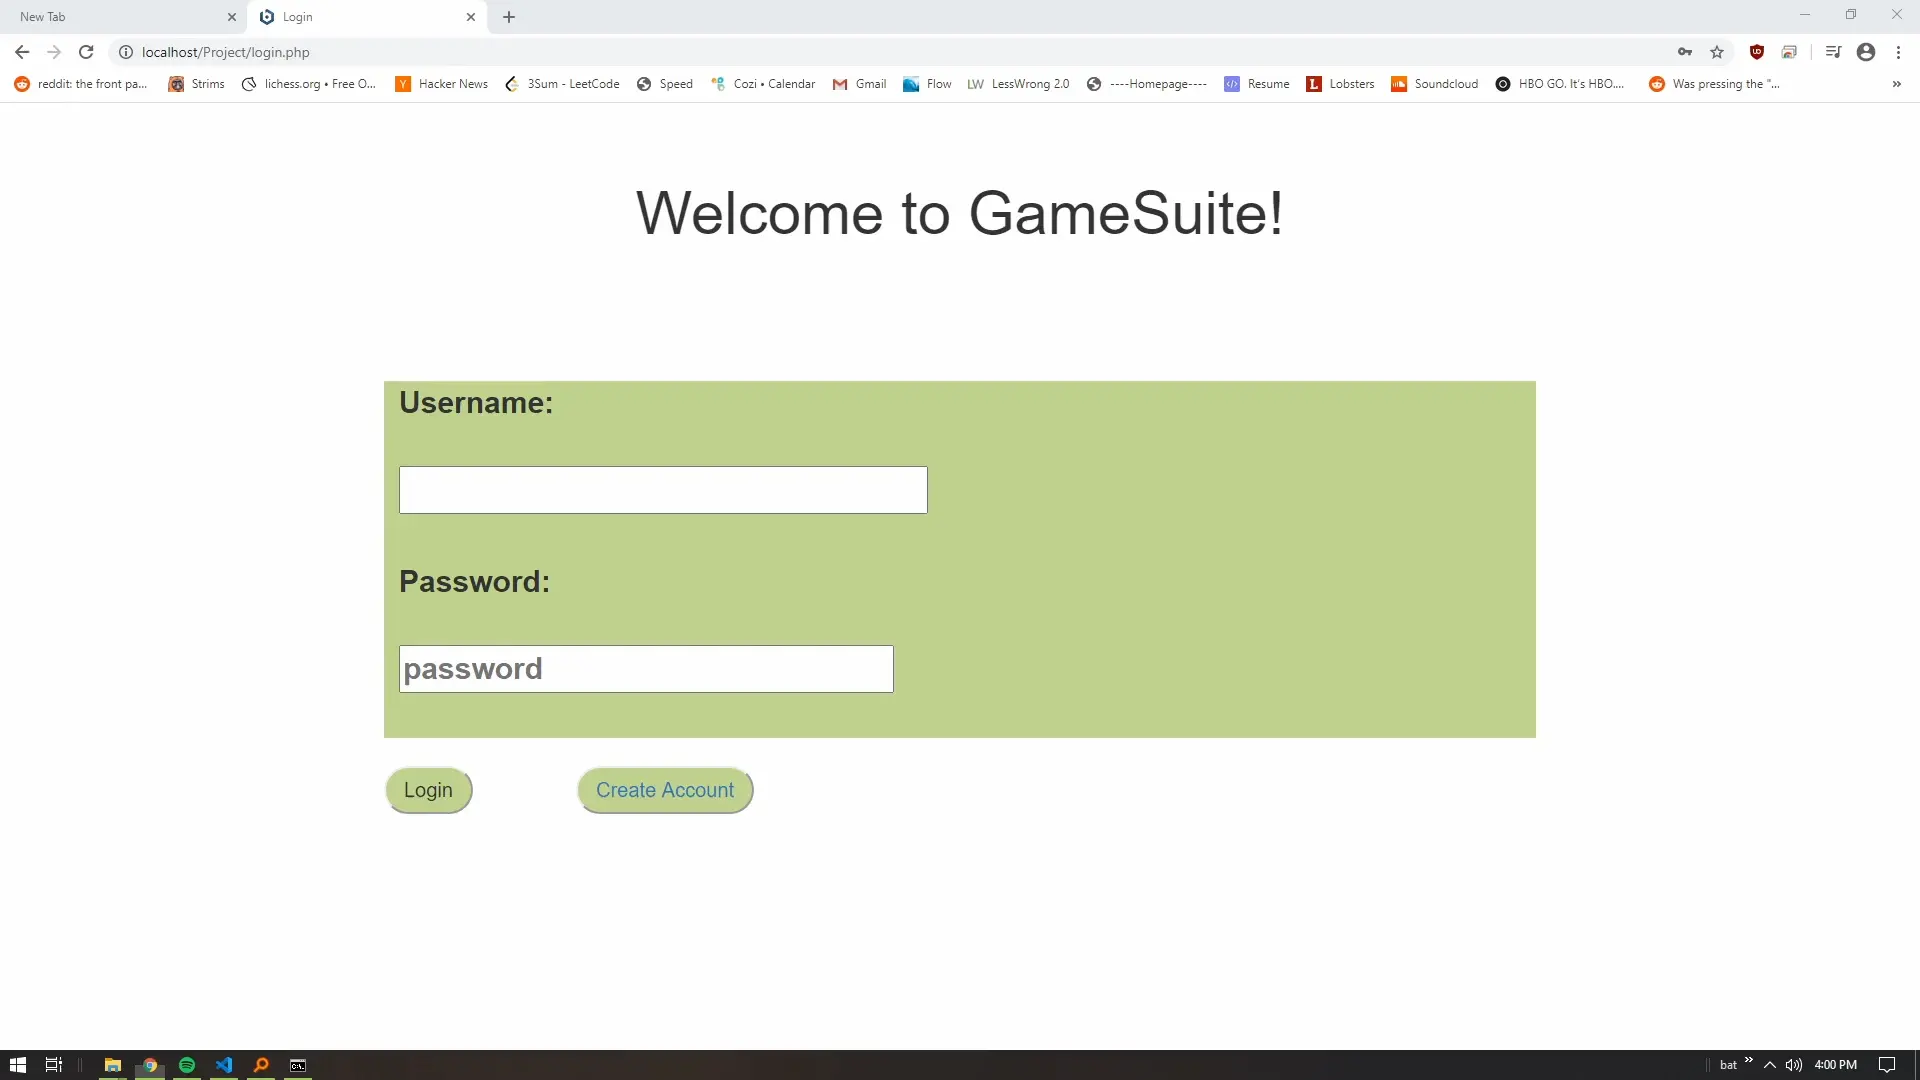 New Tab
Login
localhost/Project/login.php
reddit: the front pa...
Strims
lichess.org • Free O...
Hacker News
3Sum - LeetCode
Speed
Cozi • Calendar
Gmail
Flow
LW LessWrong 2.0
----Homepage----
Resume
Lobsters
Soundcloud
HBO GO. It's HBO....
Was pressing the "...
»
Welcome to GameSuite!
Username:
Password:
password
Login
Create Account
bat
4:00 PM